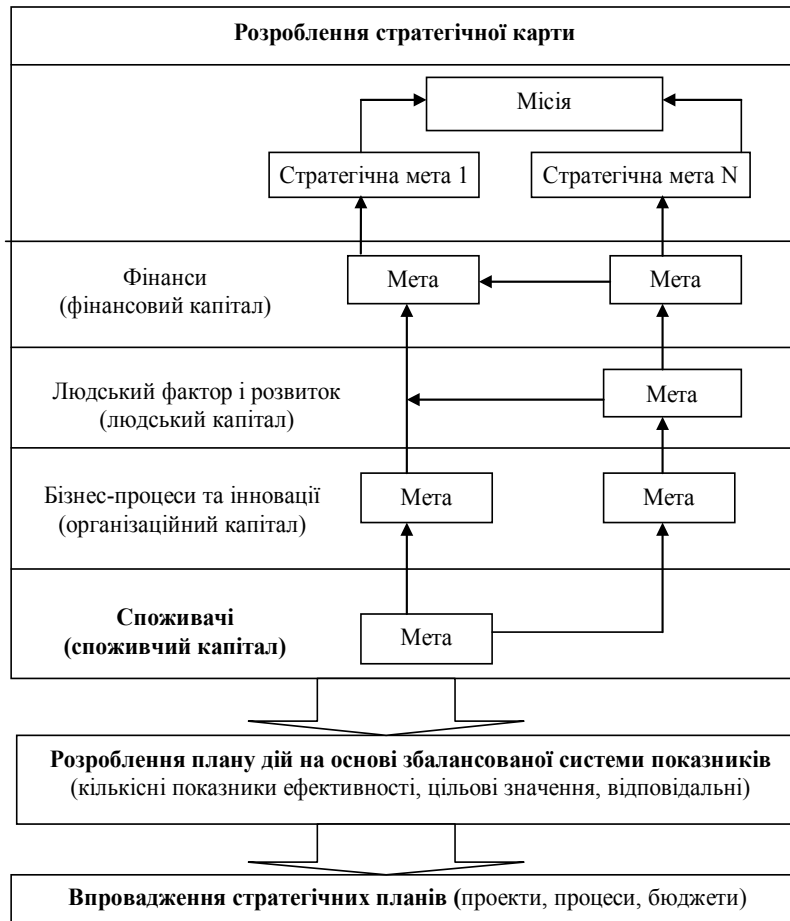 Розроблення стратегічної карти
Місія
Стратегічна мета 1
Стратегічна мета N
Фінанси
(фінансовий капітал)
Мета
Мета
Людський фактор і розвиток
(людський капітал)
Мета
Бізнес-процеси та інновації
(організаційний капітал)
Мета
Мета
Споживачі
(споживчий капітал)
Мета
Розроблення плану дій на основі збалансованої системи показників
(кількісні показники ефективності, цільові значення, відповідальні)
Впровадження стратегічних планів (проекти, процеси, бюджети)